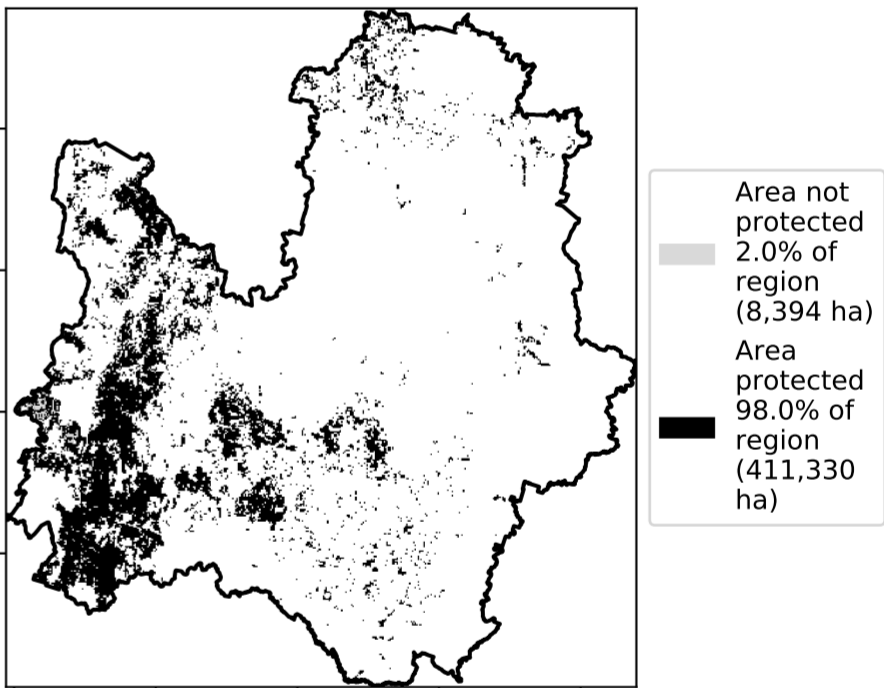 Area not
protected
2.0% of
region
(8,394 ha)
Area
protected
98.0% of
region
(411,330
ha)